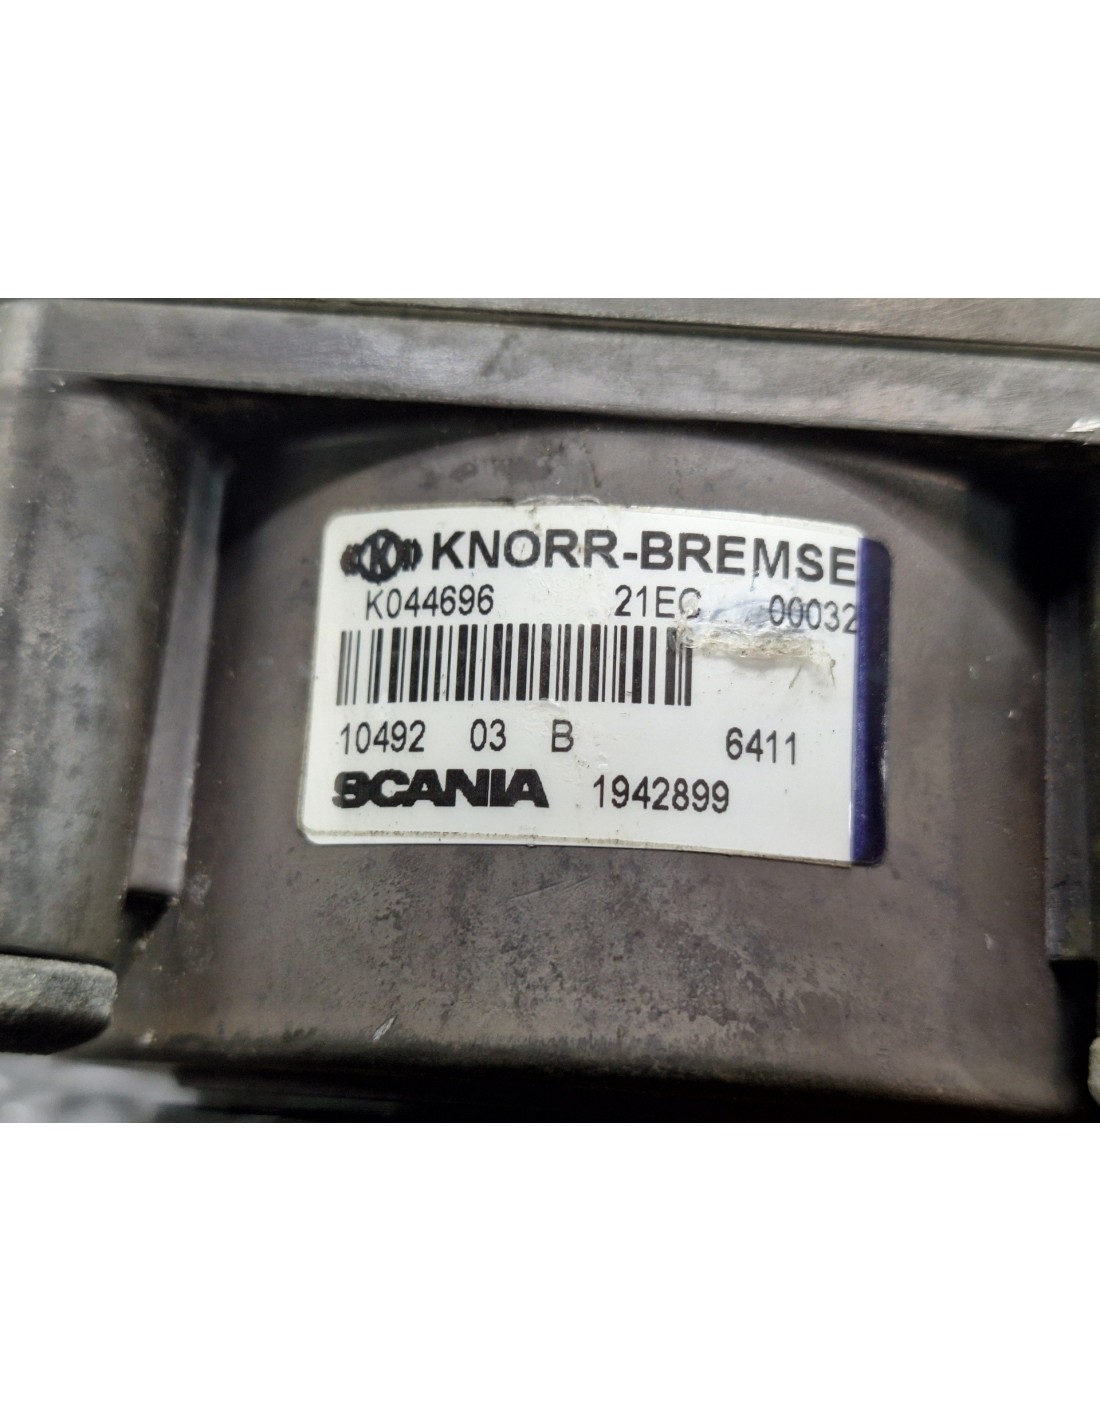 K KNORR-BREMSE
K044696 21EC 00032
10492 03 B 6411
SCANIA 1942899